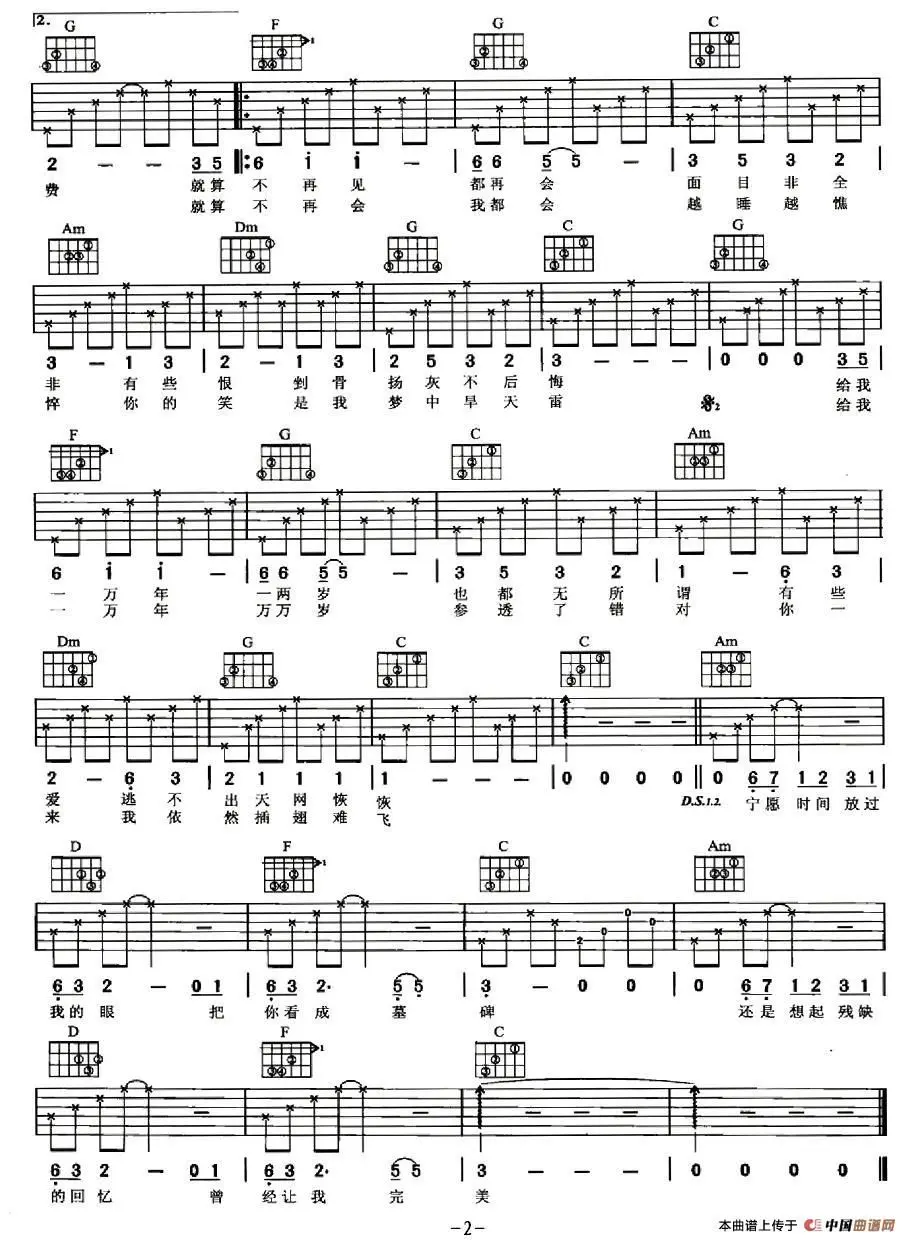 2.
G F G C
2 — — 3 5 6 i i — 6 6 5 5 — 3 5 3 2
费 就算 不再见 都再会 面目非全
就算 不再会 我都会 越睡越憔
Am Dm G C G
3 — 1 3 2 — 1 3 2 5 3 2 3 — — — 0 0 0 3 5
非 有些 恨 到骨 扬灰不后 悔 给我
悴 你的 笑 是我 梦中旱天 雷 给我
F G C Am
6 i i — 6 6 5 5 — 3 5 3 2 1 — 6 3
一万年 一两岁 也都无所 谓 有些
一万年 万万岁 参透了错 对 你一
Dm G C C Am
2 — 6 3 2 1 1 1 1 — — — 0 0 0 0 0 6 7 1 2 3 1
爱 逃不 出天网恢 恢 D.S.1.2. 宁愿 时间 放过
来 我依 然插翅难 飞
D F C Am
6 3 2 — 0 1 6 3 2· 5 5 3 — 0 0 0 6 7 1 2 3 1
我的眼 把 你看成 墓 碑 还是 想起 残缺
D F C
6 3 2 — 0 1 6 3 2· 5 5 3 — — — 0 0 0 0
的回忆 曾 经让我 完 美
—2—
本曲谱上传于 中国曲谱网